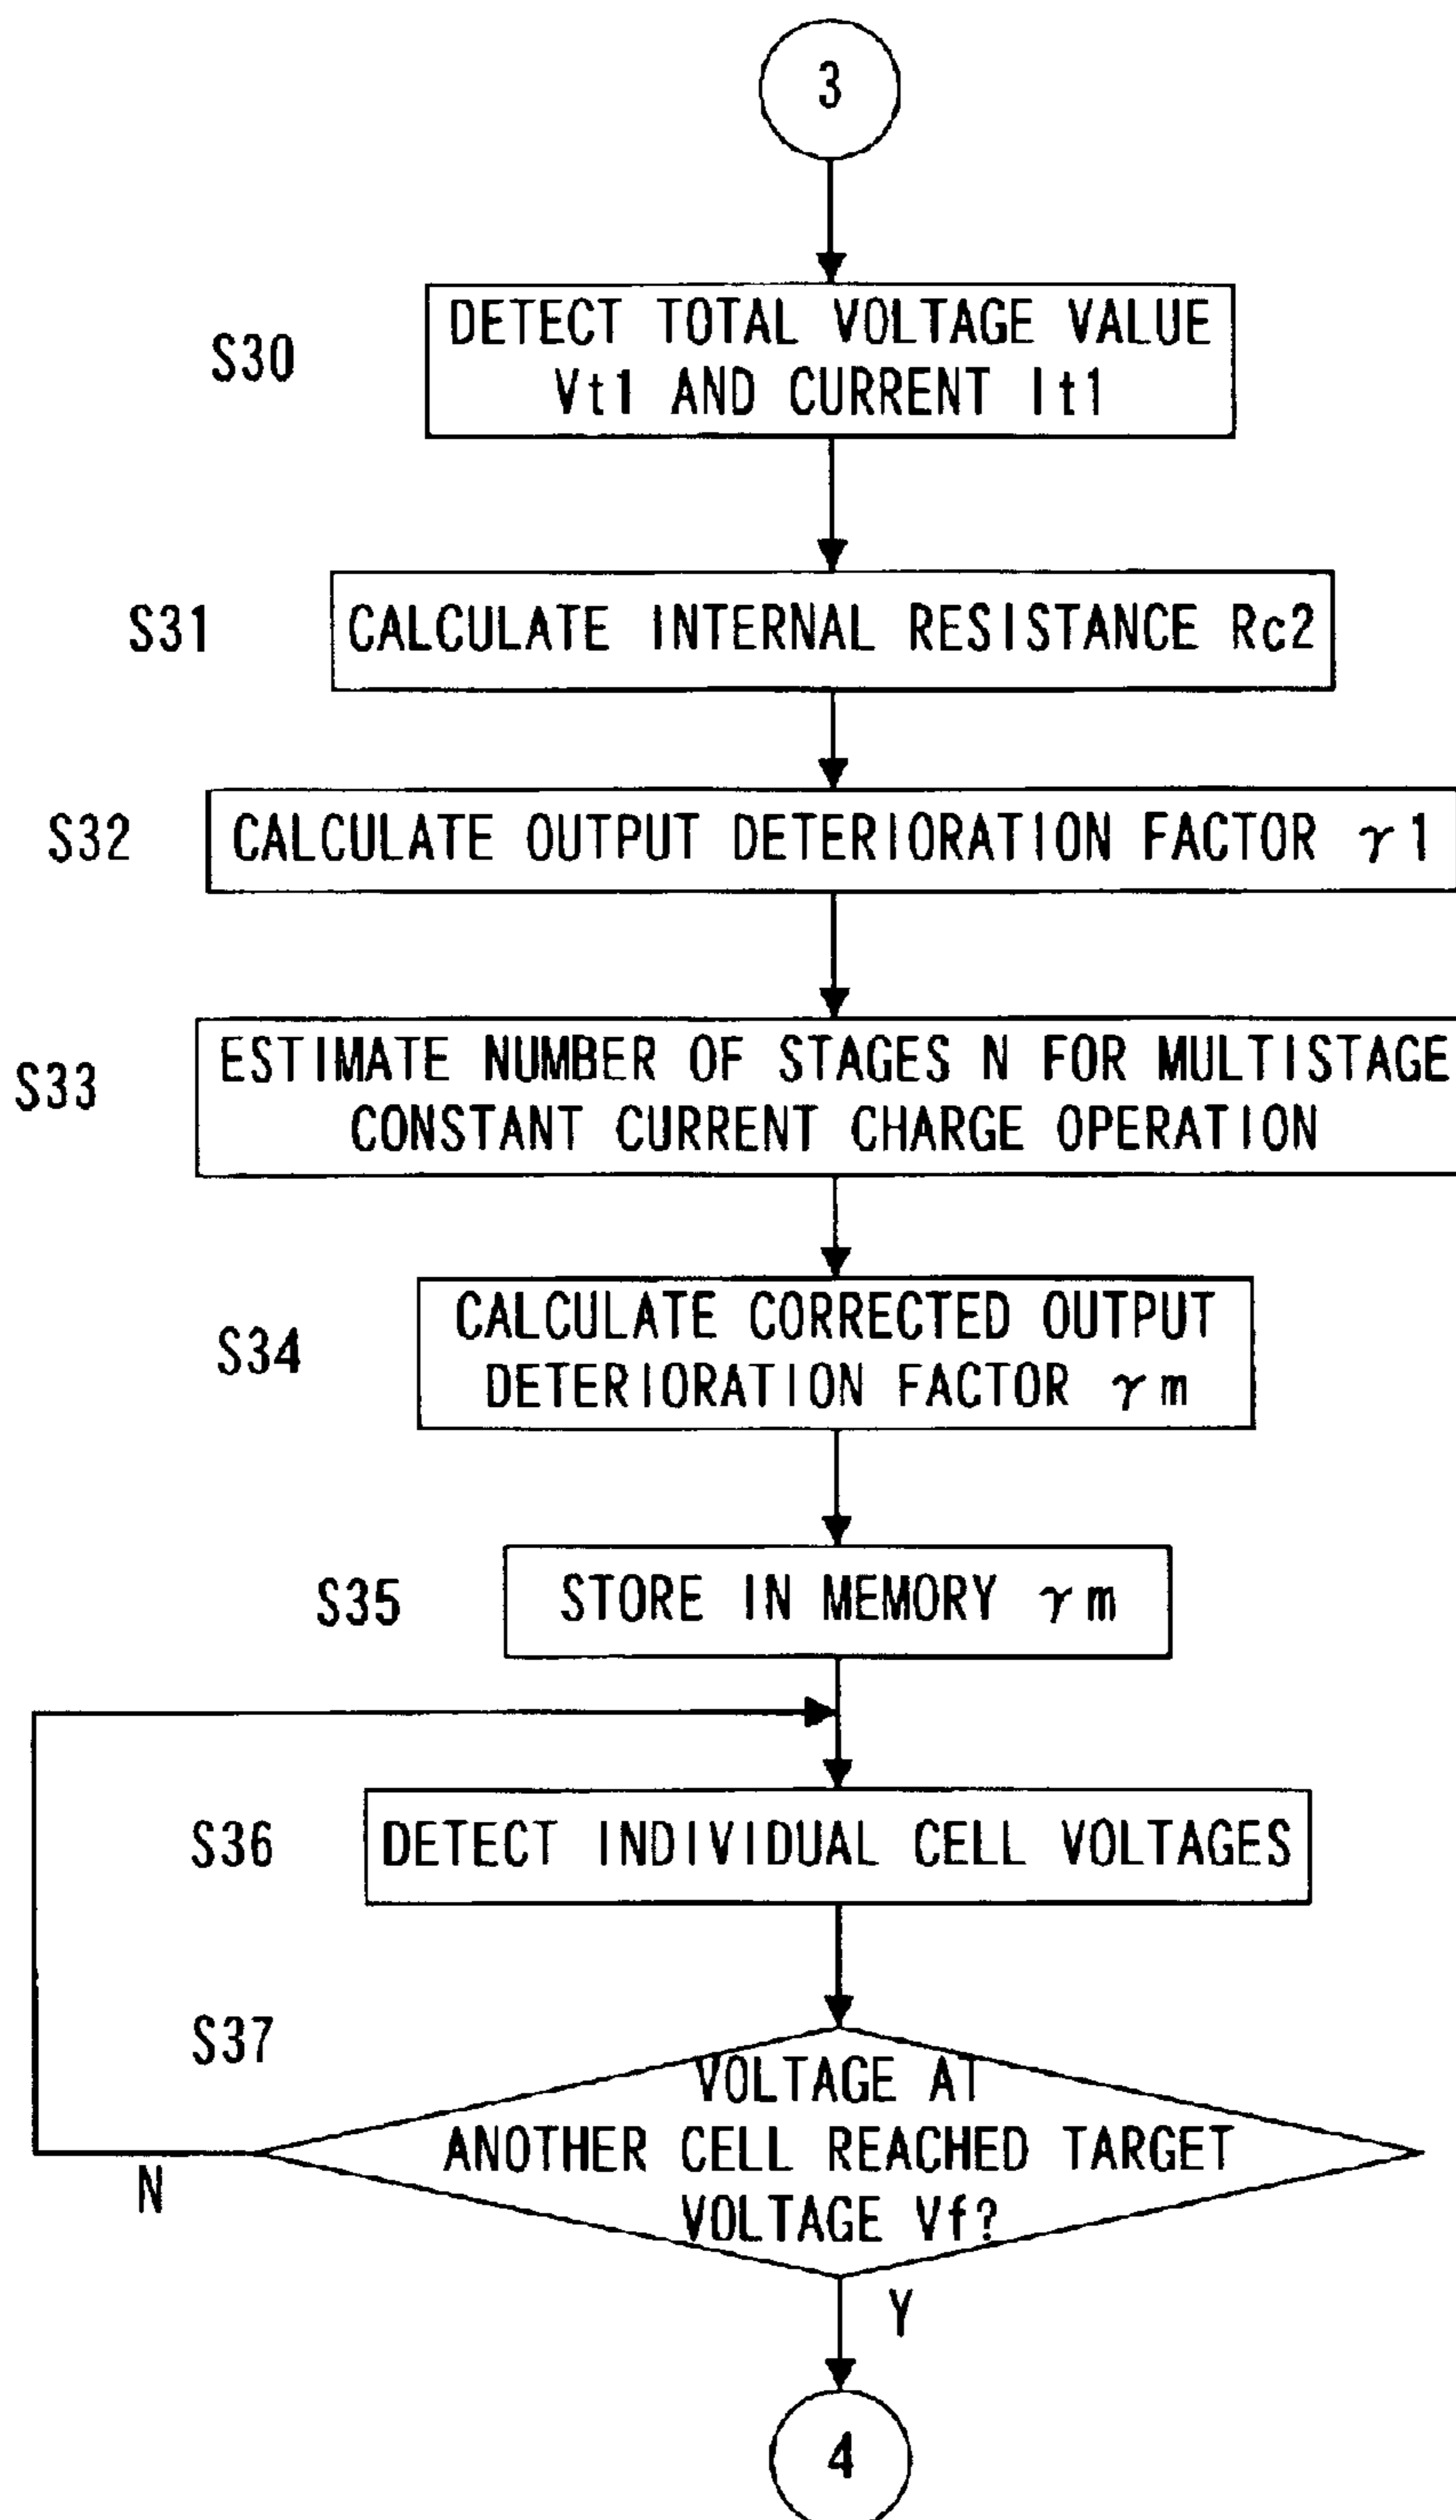 3
S30
DETECT TOTAL VOLTAGE VALUE
Vt1 AND CURRENT It1
S31
CALCULATE INTERNAL RESISTANCE Rc2
S32
CALCULATE OUTPUT DETERIORATION FACTOR γ1
S33
ESTIMATE NUMBER OF STAGES N FOR MULTISTAGE
CONSTANT CURRENT CHARGE OPERATION
S34
CALCULATE CORRECTED OUTPUT
DETERIORATION FACTOR γm
S35
STORE IN MEMORY γm
S36
DETECT INDIVIDUAL CELL VOLTAGES
S37
VOLTAGE AT
ANOTHER CELL REACHED TARGET
VOLTAGE Vf?
N
Y
4